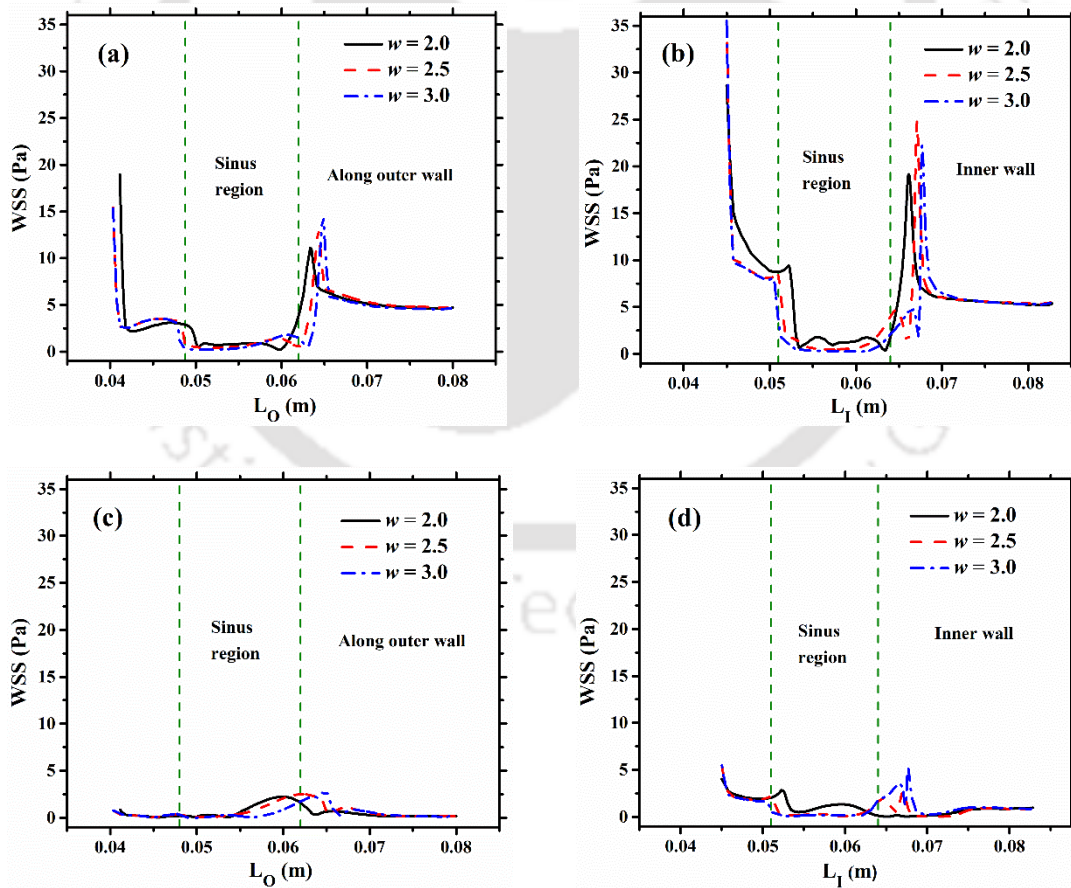 (a)
w = 2.0
w = 2.5
w = 3.0
Sinus
region
Along outer wall
WSS (Pa)
35
30
25
20
15
10
5
0
0.04 0.05 0.06 0.07 0.08
L_O (m)
(b)
w = 2.0
w = 2.5
w = 3.0
Sinus
region
Inner wall
WSS (Pa)
35
30
25
20
15
10
5
0
0.04 0.05 0.06 0.07 0.08
L_I (m)
(c)
w = 2.0
w = 2.5
w = 3.0
Sinus
region
Along outer wall
WSS (Pa)
35
30
25
20
15
10
5
0
0.04 0.05 0.06 0.07 0.08
L_O (m)
(d)
w = 2.0
w = 2.5
w = 3.0
Sinus
region
Inner wall
WSS (Pa)
35
30
25
20
15
10
5
0
0.04 0.05 0.06 0.07 0.08
L_I (m)